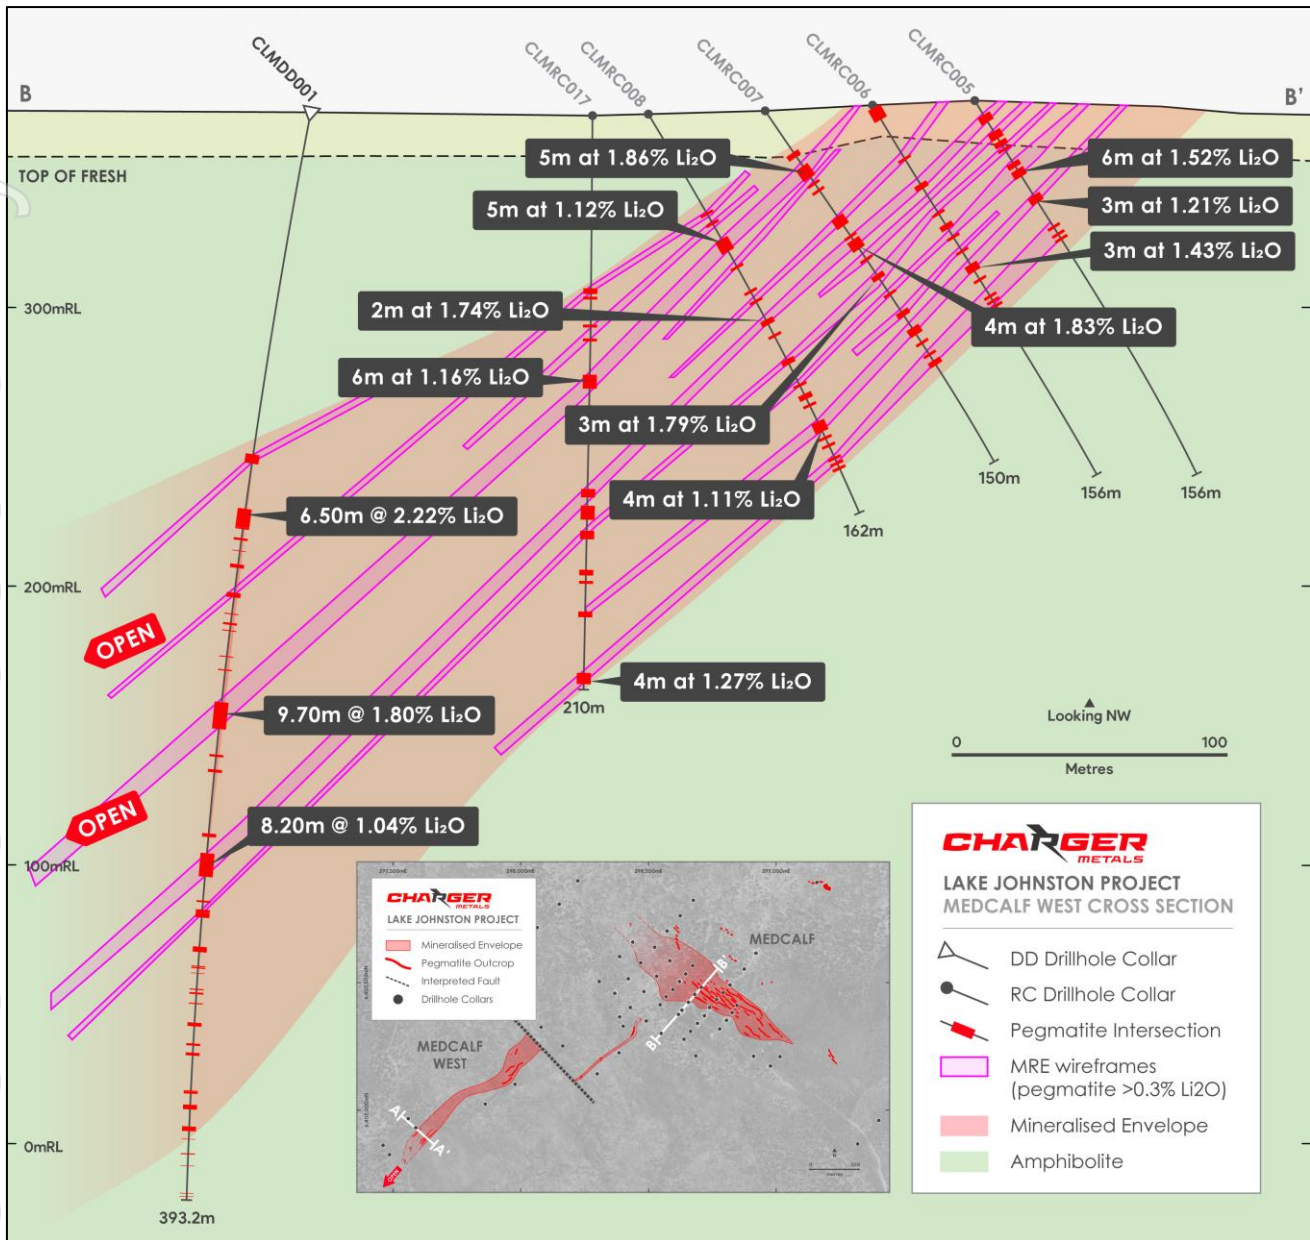 B
B'
CLMDD001
CLMRC017
CLMRC008
CLMRC007
CLMRC006
CLMRC005
TOP OF FRESH
5m at 1.86% Li₂O
5m at 1.12% Li₂O
2m at 1.74% Li₂O
6m at 1.16% Li₂O
6m at 1.52% Li₂O
3m at 1.21% Li₂O
3m at 1.43% Li₂O
4m at 1.83% Li₂O
3m at 1.79% Li₂O
4m at 1.11% Li₂O
4m at 1.27% Li₂O
6.50m @ 2.22% Li₂O
9.70m @ 1.80% Li₂O
8.20m @ 1.04% Li₂O
300mRL
200mRL
100mRL
0mRL
OPEN
OPEN
150m
156m
156m
162m
210m
393.2m
Looking NW
0 100
Metres
CHARGER
METALS
LAKE JOHNSTON PROJECT
MEDCALF WEST CROSS SECTION
DD Drillhole Collar
RC Drillhole Collar
Pegmatite Intersection
MRE wireframes
(pegmatite >0.3% Li2O)
Mineralised Envelope
Amphibolite
CHARGER
METALS
LAKE JOHNSTON PROJECT
Mineralised Envelope
Pegmatite Outcrop
Interpreted Fault
Drillhole Collars
MEDCALF
MEDCALF
WEST
B'
B
A
A'